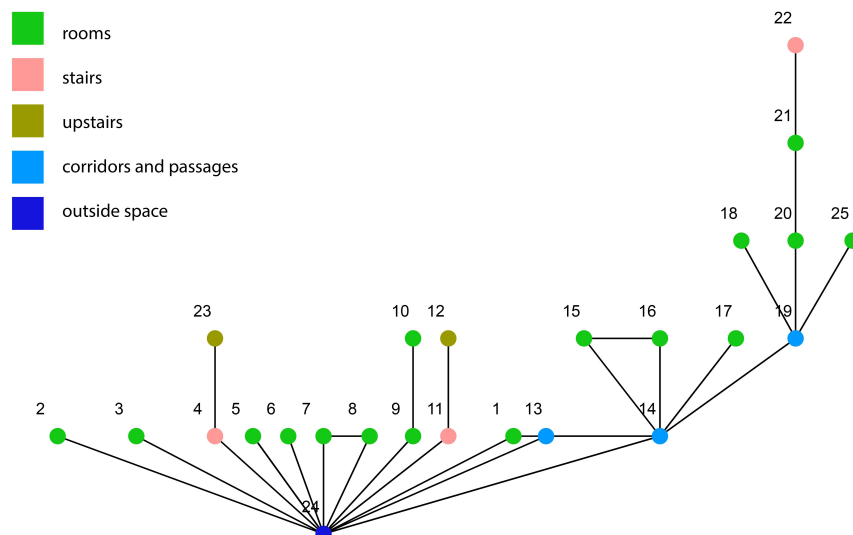 22
rooms
stairs
21
upstairs
corridors and passages
outside space
18 20 25
23 10 12 15 16 17 19
2 3 4 5 6 7 8 9 11 1 13 14
24